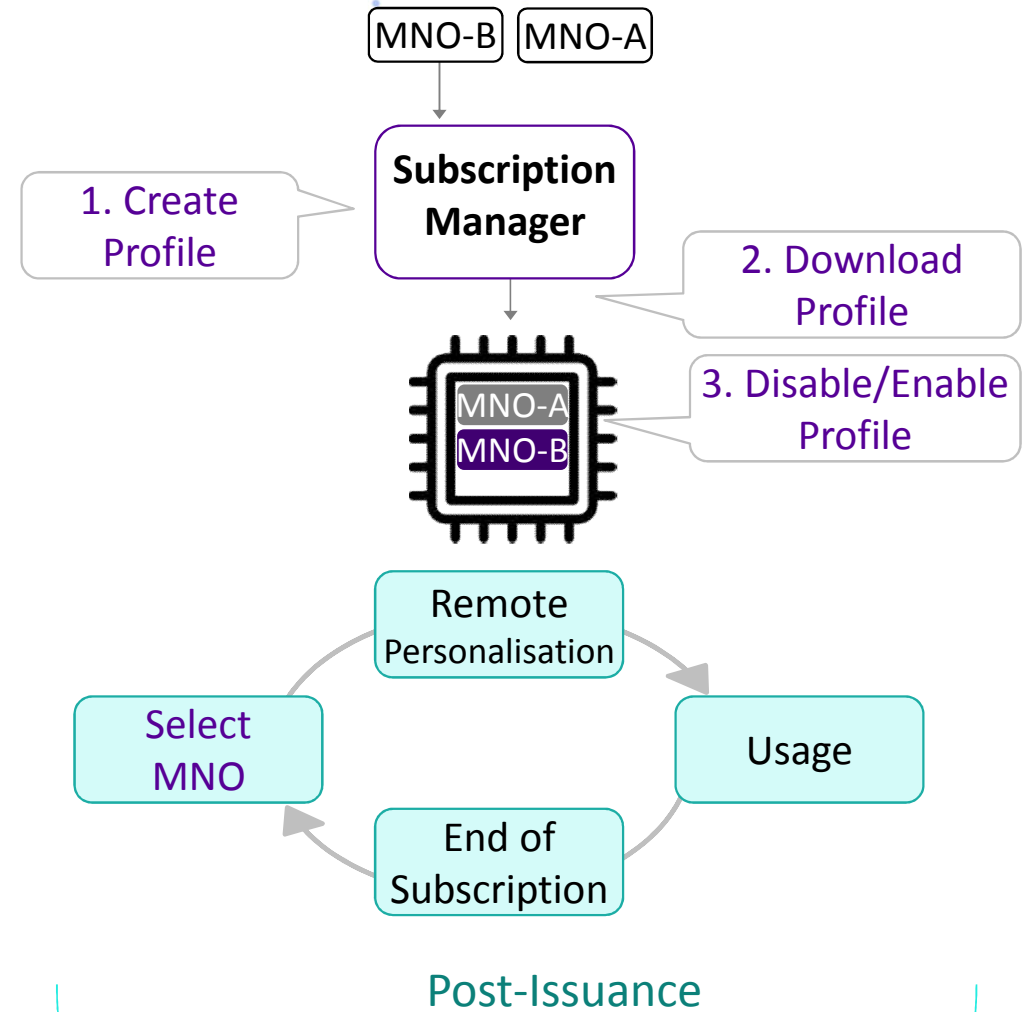 MNO-B MNO-A
Subscription
Manager
1. Create
Profile
2. Download
Profile
MNO-A
MNO-B
3. Disable/Enable
Profile
Remote
Personalisation
Select
MNO
Usage
End of
Subscription
Post-Issuance